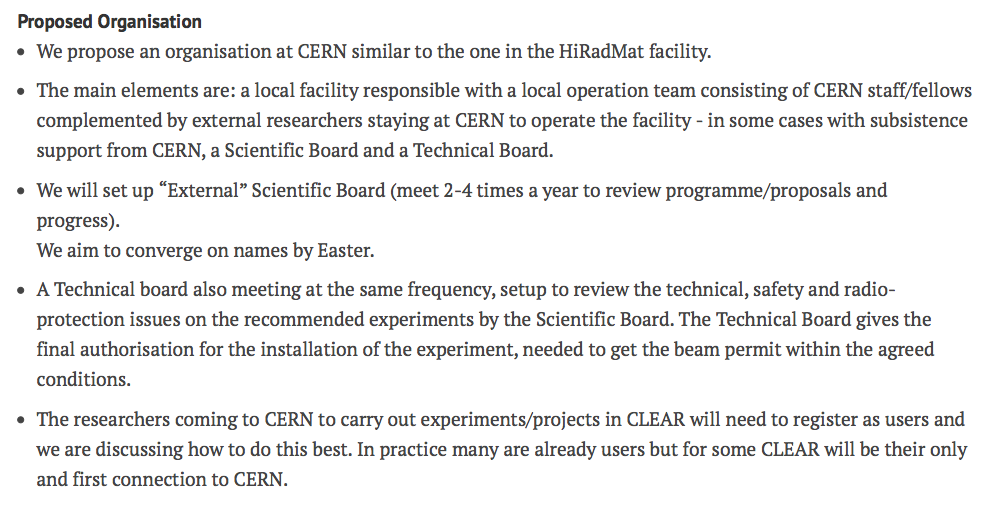 Proposed Organisation
• We propose an organisation at CERN similar to the one in the HiRadMat facility.
• The main elements are: a local facility responsible with a local operation team consisting of CERN staff/fellows
complemented by external researchers staying at CERN to operate the facility - in some cases with subsistence
support from CERN, a Scientific Board and a Technical Board.
• We will set up “External” Scientific Board (meet 2-4 times a year to review programme/proposals and
progress).
We aim to converge on names by Easter.
• A Technical board also meeting at the same frequency, setup to review the technical, safety and radio-
protection issues on the recommended experiments by the Scientific Board. The Technical Board gives the
final authorisation for the installation of the experiment, needed to get the beam permit within the agreed
conditions.
• The researchers coming to CERN to carry out experiments/projects in CLEAR will need to register as users and
we are discussing how to do this best. In practice many are already users but for some CLEAR will be their only
and first connection to CERN.